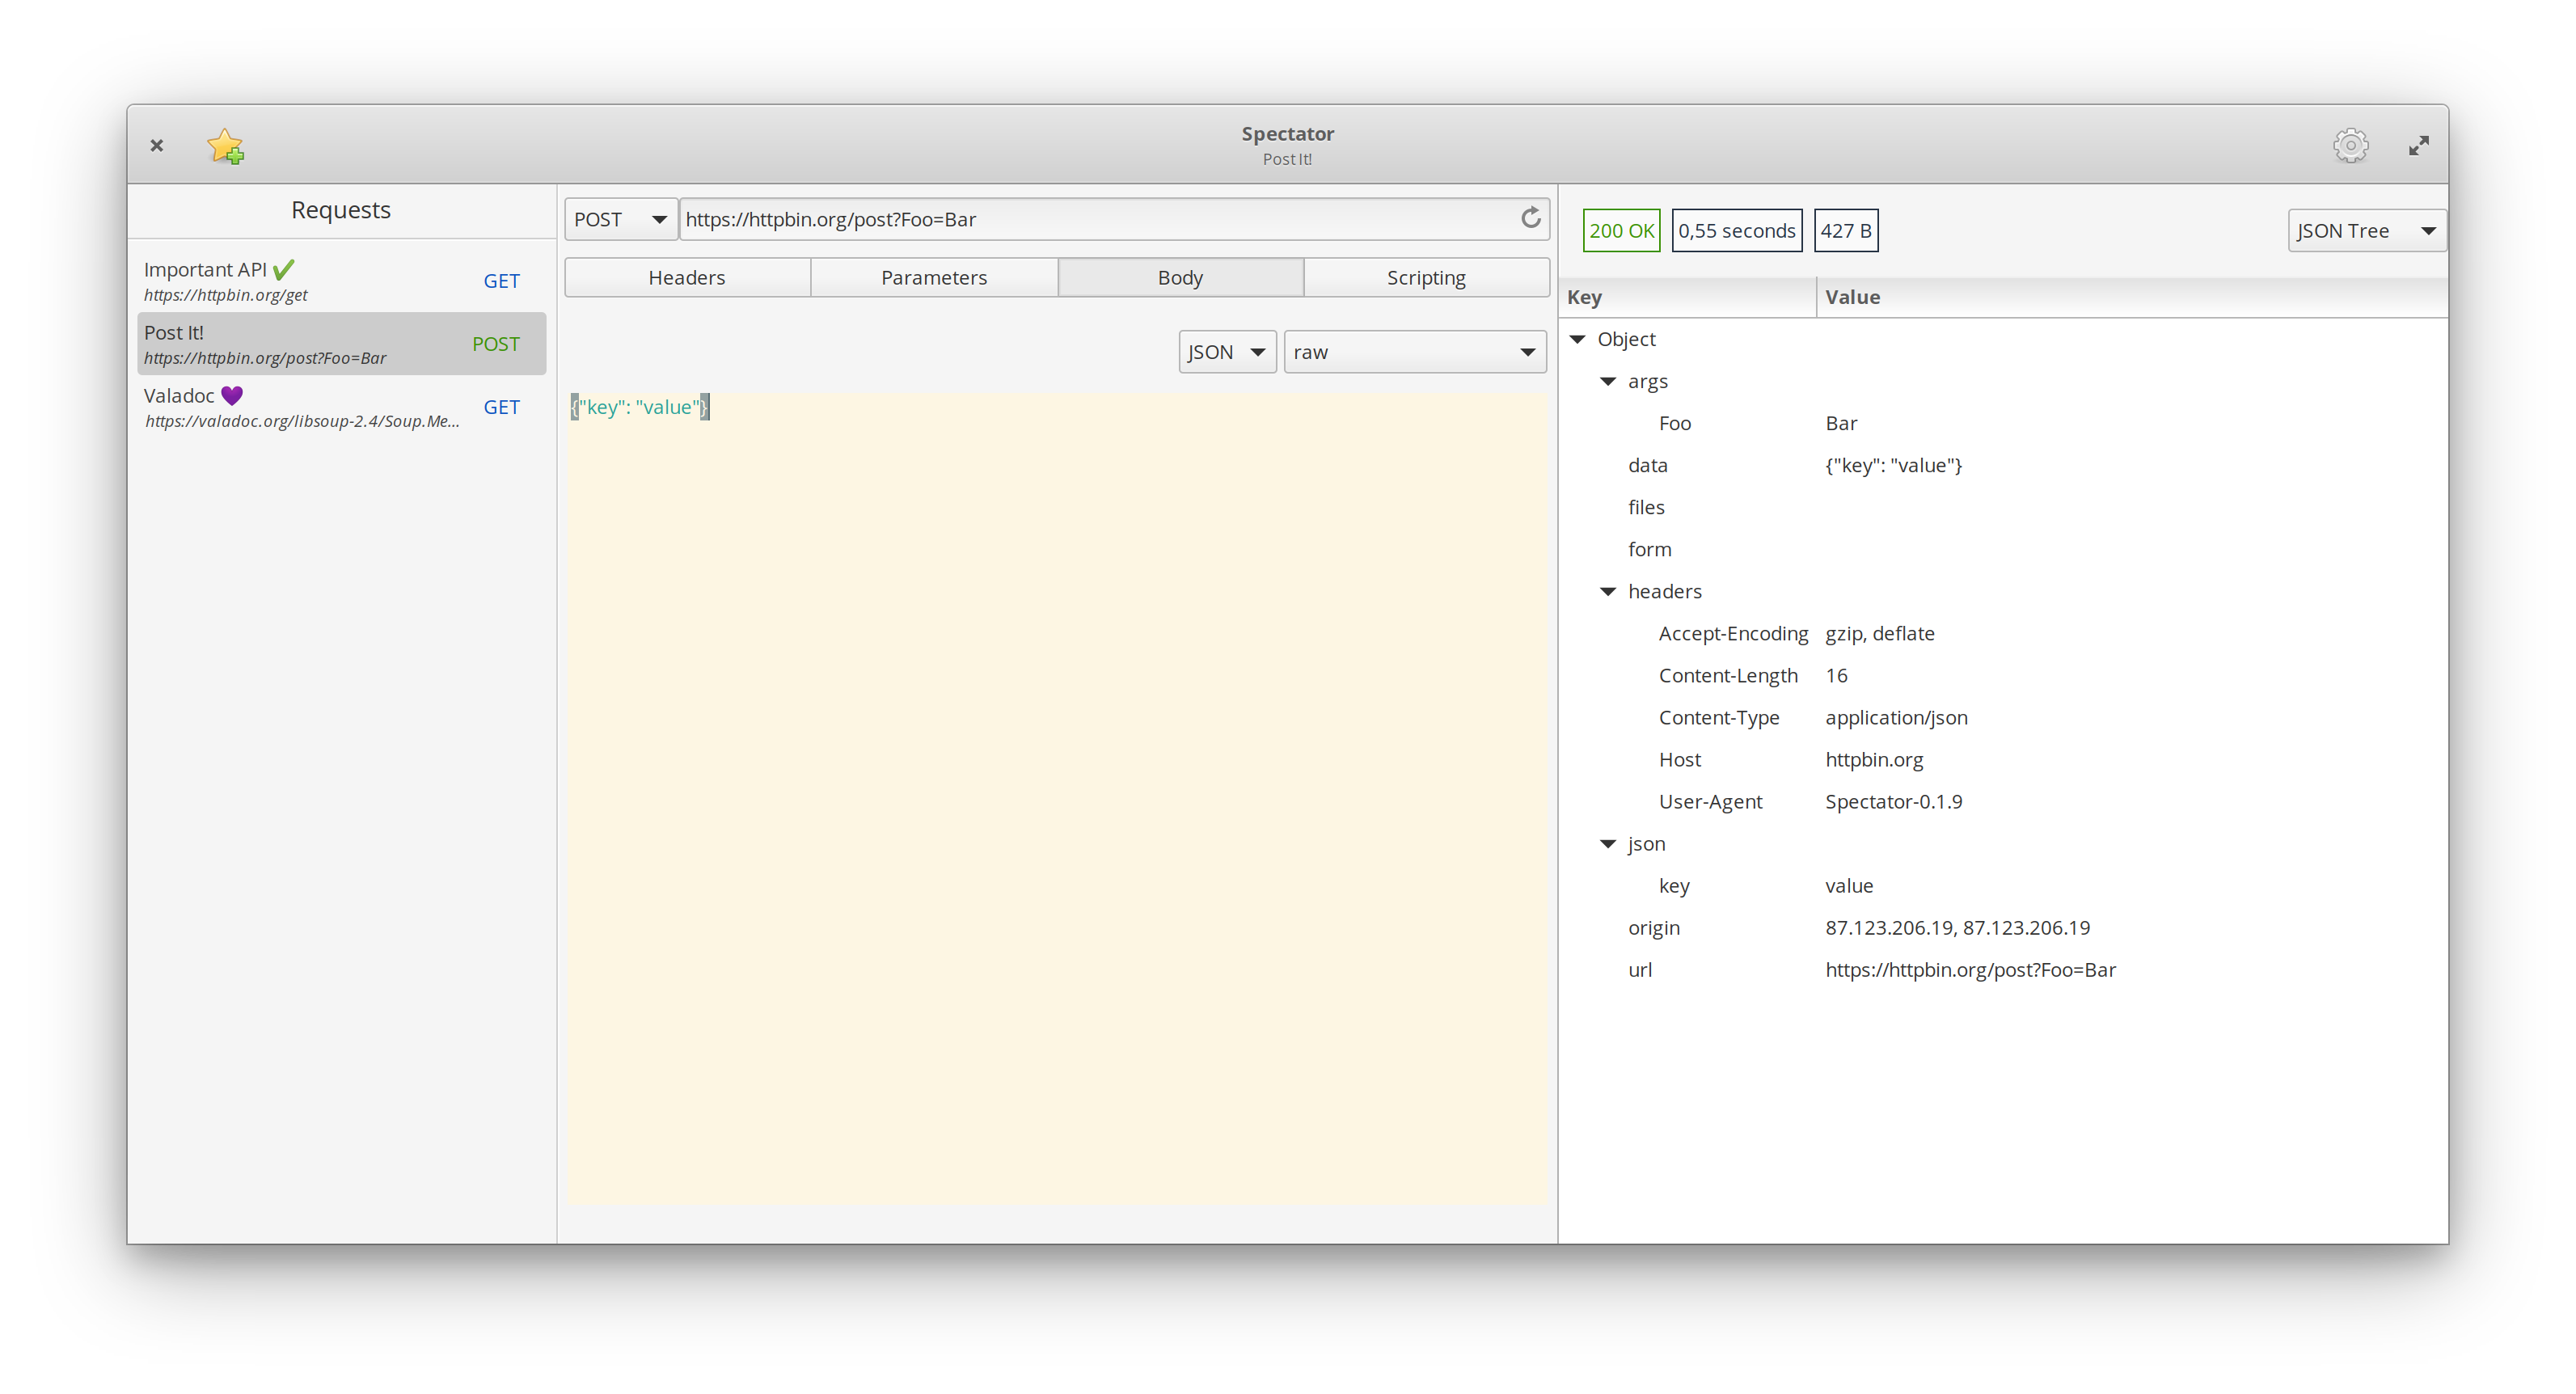 Spectator
Post It!
Requests
Important API ✔
https://httpbin.org/get
GET
Post It!
https://httpbin.org/post?Foo=Bar
POST
Valadoc 💜
https://valadoc.org/libsoup-2.4/Soup.Me...
GET
POST
https://httpbin.org/post?Foo=Bar
Headers
Parameters
Body
Scripting
JSON
raw
{"key": "value"}
200 OK
0,55 seconds
427 B
JSON Tree
Key Value
Object
args
Foo Bar
data {"key": "value"}
files
form
headers
Accept-Encoding gzip, deflate
Content-Length 16
Content-Type application/json
Host httpbin.org
User-Agent Spectator-0.1.9
json
key value
origin 87.123.206.19, 87.123.206.19
url https://httpbin.org/post?Foo=Bar